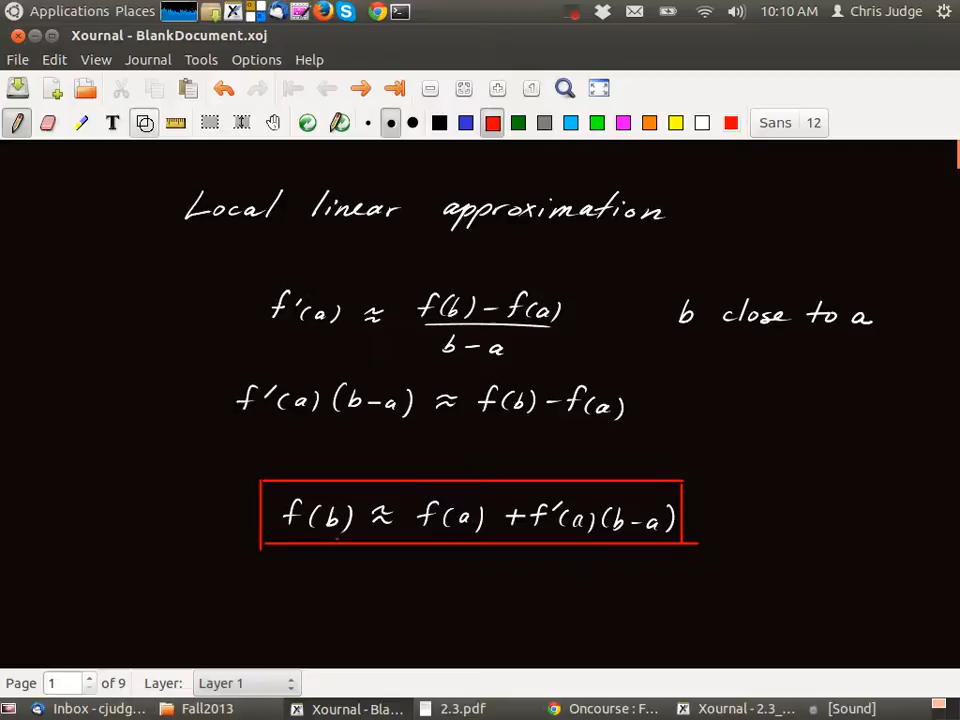 Applications Places 10:10 AM Chris Judge
Xournal - BlankDocument.xoj
File Edit View Journal Tools Options Help
T Sans 12
Local linear approximation
f'(a) ≈ f(b) - f(a) / b - a b close to a
f'(a) (b-a) ≈ f(b) - f(a)
f(b) ≈ f(a) + f'(a)(b-a)
Page 1 of 9 Layer: Layer 1
Inbox - cjudg... Fall2013 Xournal - Bla... 2.3.pdf Oncourse : F... Xournal - 2.3_... [Sound]